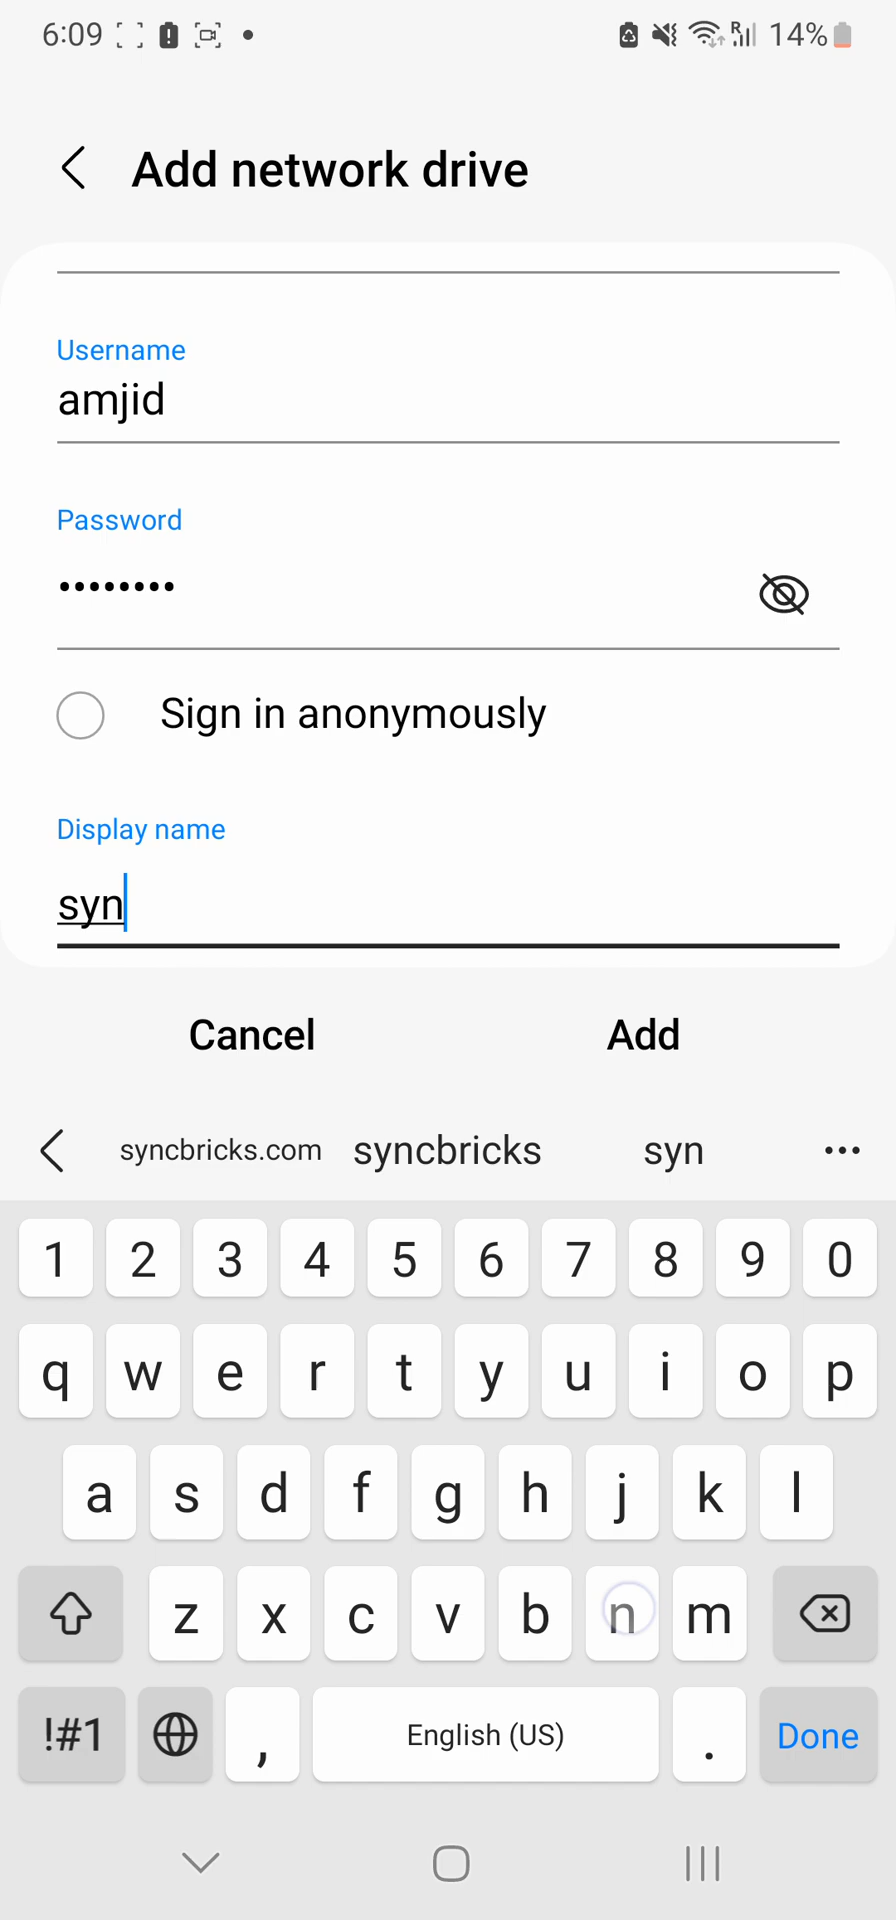 6:09 14%
Add network drive
Username
amjid
Password
••••••••
Sign in anonymously
Display name
syn
Cancel Add
syncbricks.com syncbricks syn •••
1 2 3 4 5 6 7 8 9 0
q w e r t y u i o p
a s d f g h j k l
z x c v b n m
!#1 , English (US) . Done